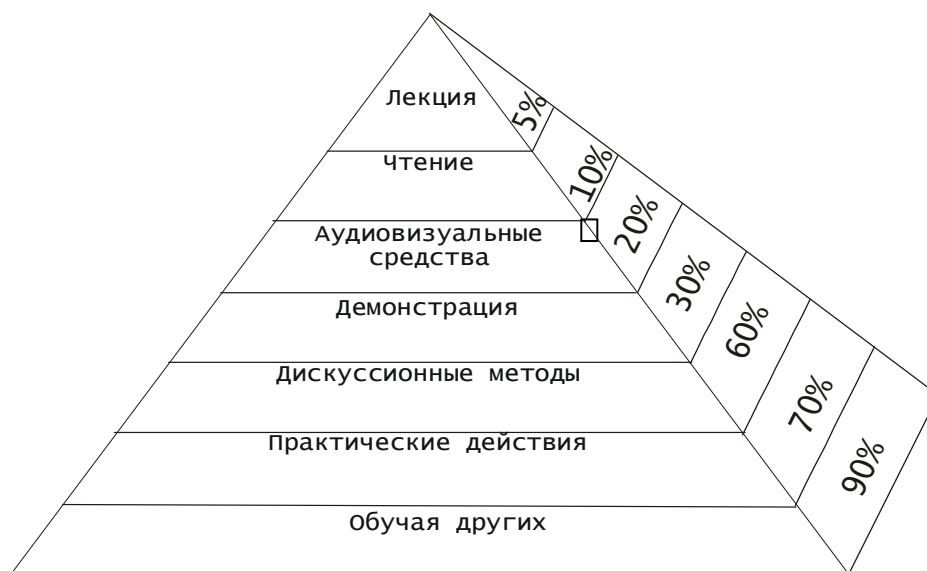 Лекция
5%
Чтение
10%
Аудиовизуальные
средства
20%
Демонстрация
30%
Дискуссионные методы
60%
Практические действия
70%
Обучая других
90%